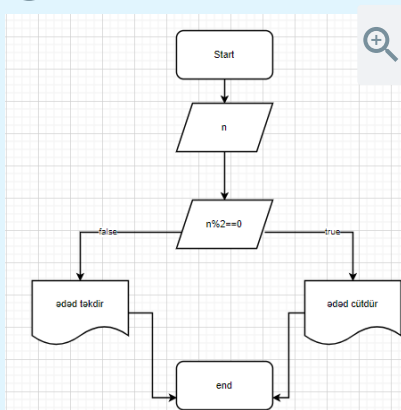 Start
n
n%2==0
false
true
ədəd təkdir
ədəd cütdür
end